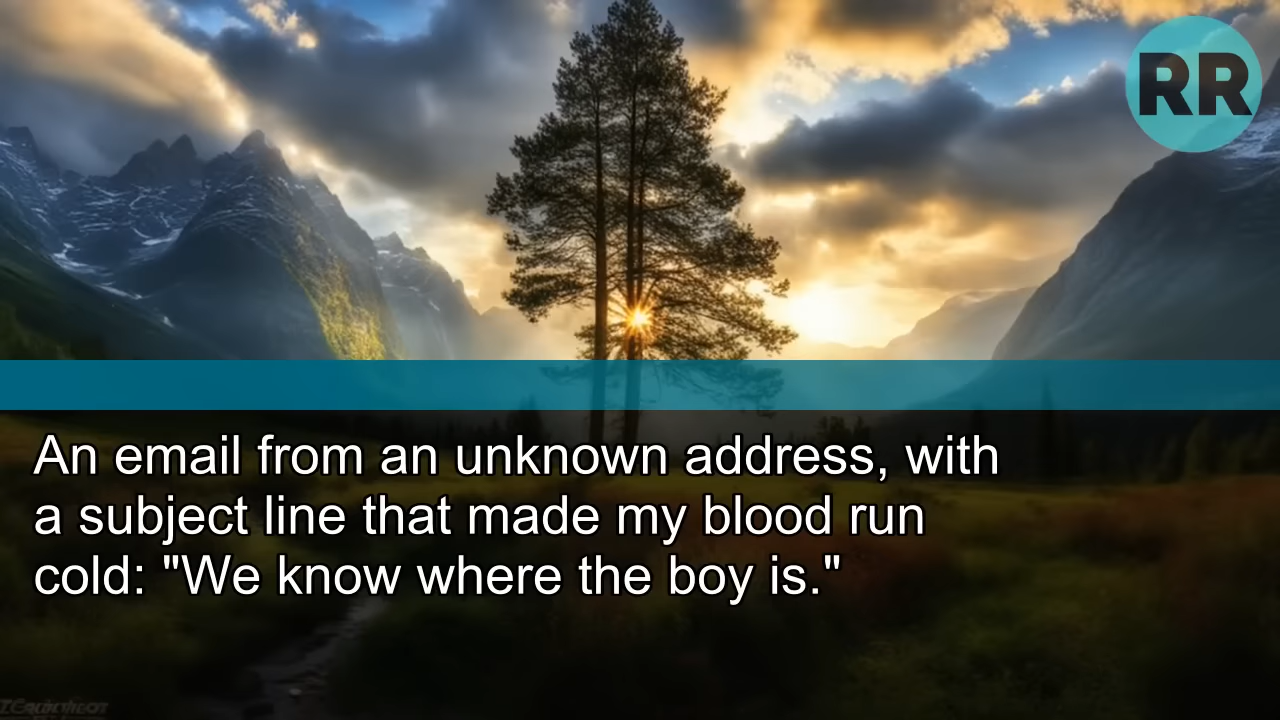 RR
An email from an unknown address, with
a subject line that made my blood run
cold: "We know where the boy is."